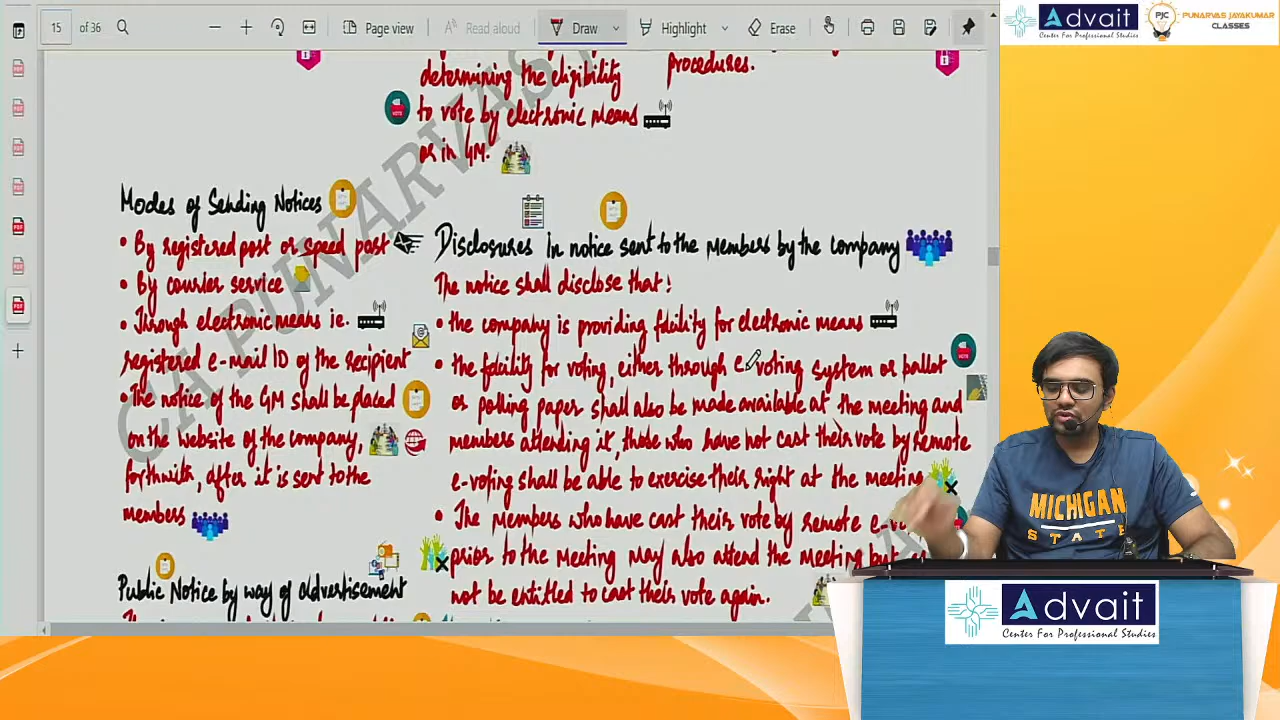 15 of 36
Page view
Read aloud
Draw
Highlight
Erase
Advait
Center For Professional Studies
PJC
PUNARVAS JAYAKUMAR
CLASSES
determining the eligibility
to vote by electronic means
or in GM.
procedures.
Modes of Sending Notices
• By registered post or speed post
• By courier service
• Through electronic means ie.
registered e-mail ID of the recipient
• The notice of the GM shall be placed
on the website of the company,
forthwith, after it is sent to the
members
Public Notice by way of advertisement
Disclosures in notice sent to the members by the company
The notice shall disclose that:
• the company is providing facility for electronic means
• the facility for voting, either through e voting system or ballot
or polling paper shall also be made available at the meeting and
members attending it, those who have not cast their vote by remote
e-voting shall be able to exercise their right at the meeting
• The Members who have cast their vote by remote e-
prior to the meeting may also attend the meeting but
not be entitled to cast their vote again.
CA PUNARVAS
VOTE
VOTE
MICHIGAN
STATE
Advait
Center For Professional Studies